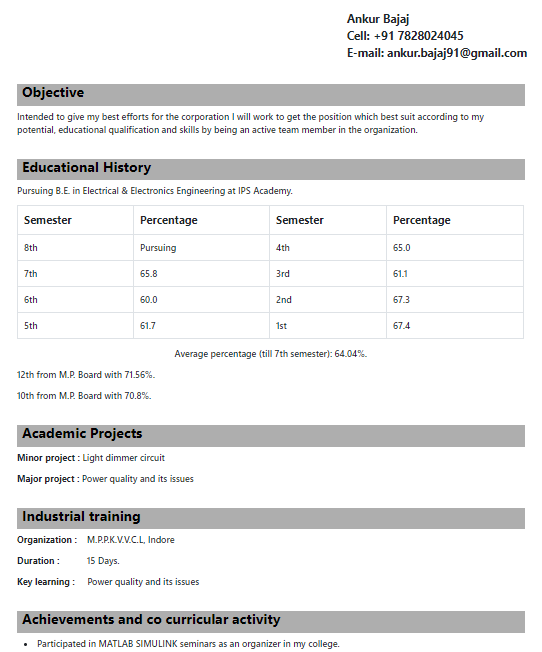 Ankur Bajaj
Cell: +91 7828024045
E-mail: ankur.bajaj91@gmail.com
Objective
Intended to give my best efforts for the corporation I will work to get the position which best suit according to my
potential, educational qualification and skills by being an active team member in the organization.
Educational History
Pursuing B.E. in Electrical & Electronics Engineering at IPS Academy.
Semester Percentage Semester Percentage
8th Pursuing 4th 65.0
7th 65.8 3rd 61.1
6th 60.0 2nd 67.3
5th 61.7 1st 67.4
Average percentage (till 7th semester): 64.04%.
12th from M.P. Board with 71.56%.
10th from M.P. Board with 70.8%.
Academic Projects
Minor project : Light dimmer circuit
Major project : Power quality and its issues
Industrial training
Organization : M.P.P.K.V.V.C.L, Indore
Duration : 15 Days.
Key learning : Power quality and its issues
Achievements and co curricular activity
• Participated in MATLAB SIMULINK seminars as an organizer in my college.